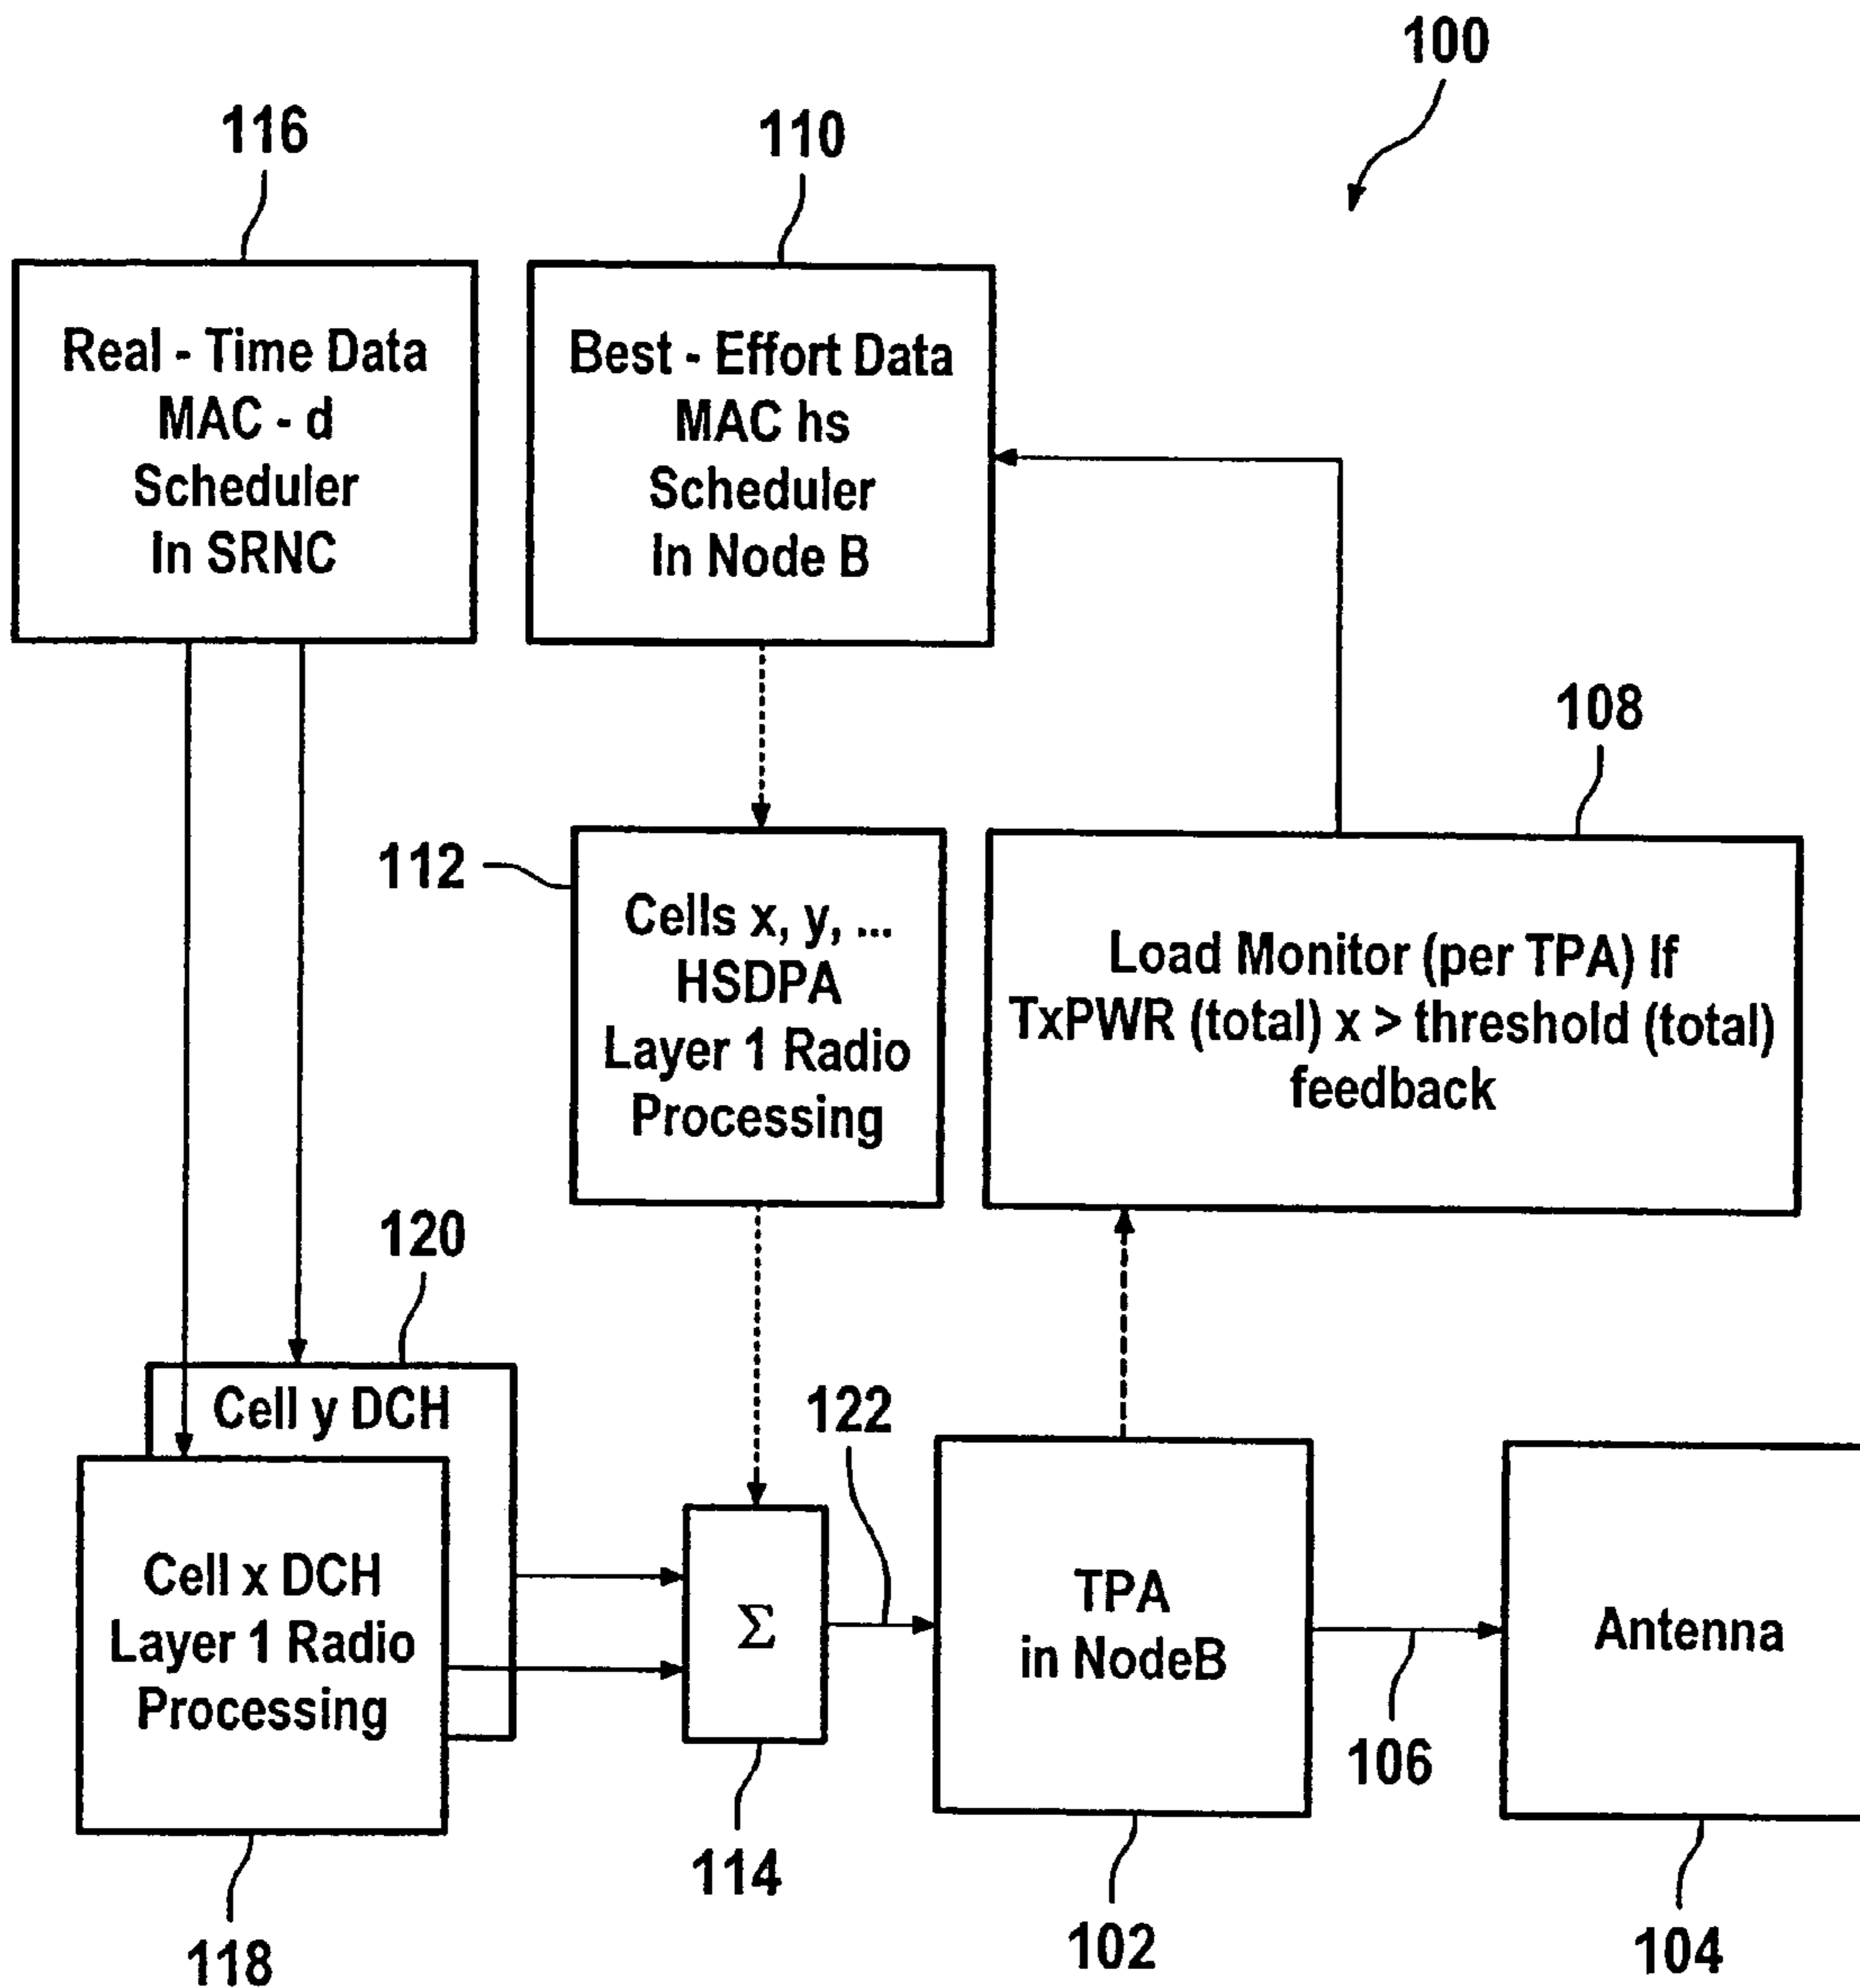 100
116
110
Real - Time Data
MAC - d
Scheduler
in SRNC
Best - Effort Data
MAC hs
Scheduler
in Node B
108
112
Cells x, y, ...
HSDPA
Layer 1 Radio
Processing
Load Monitor (per TPA) If
TxPWR (total) x > threshold (total)
feedback
120
Cell y DCH
122
Cell x DCH
Layer 1 Radio
Processing
Σ
TPA
in NodeB
Antenna
106
114
118
102
104